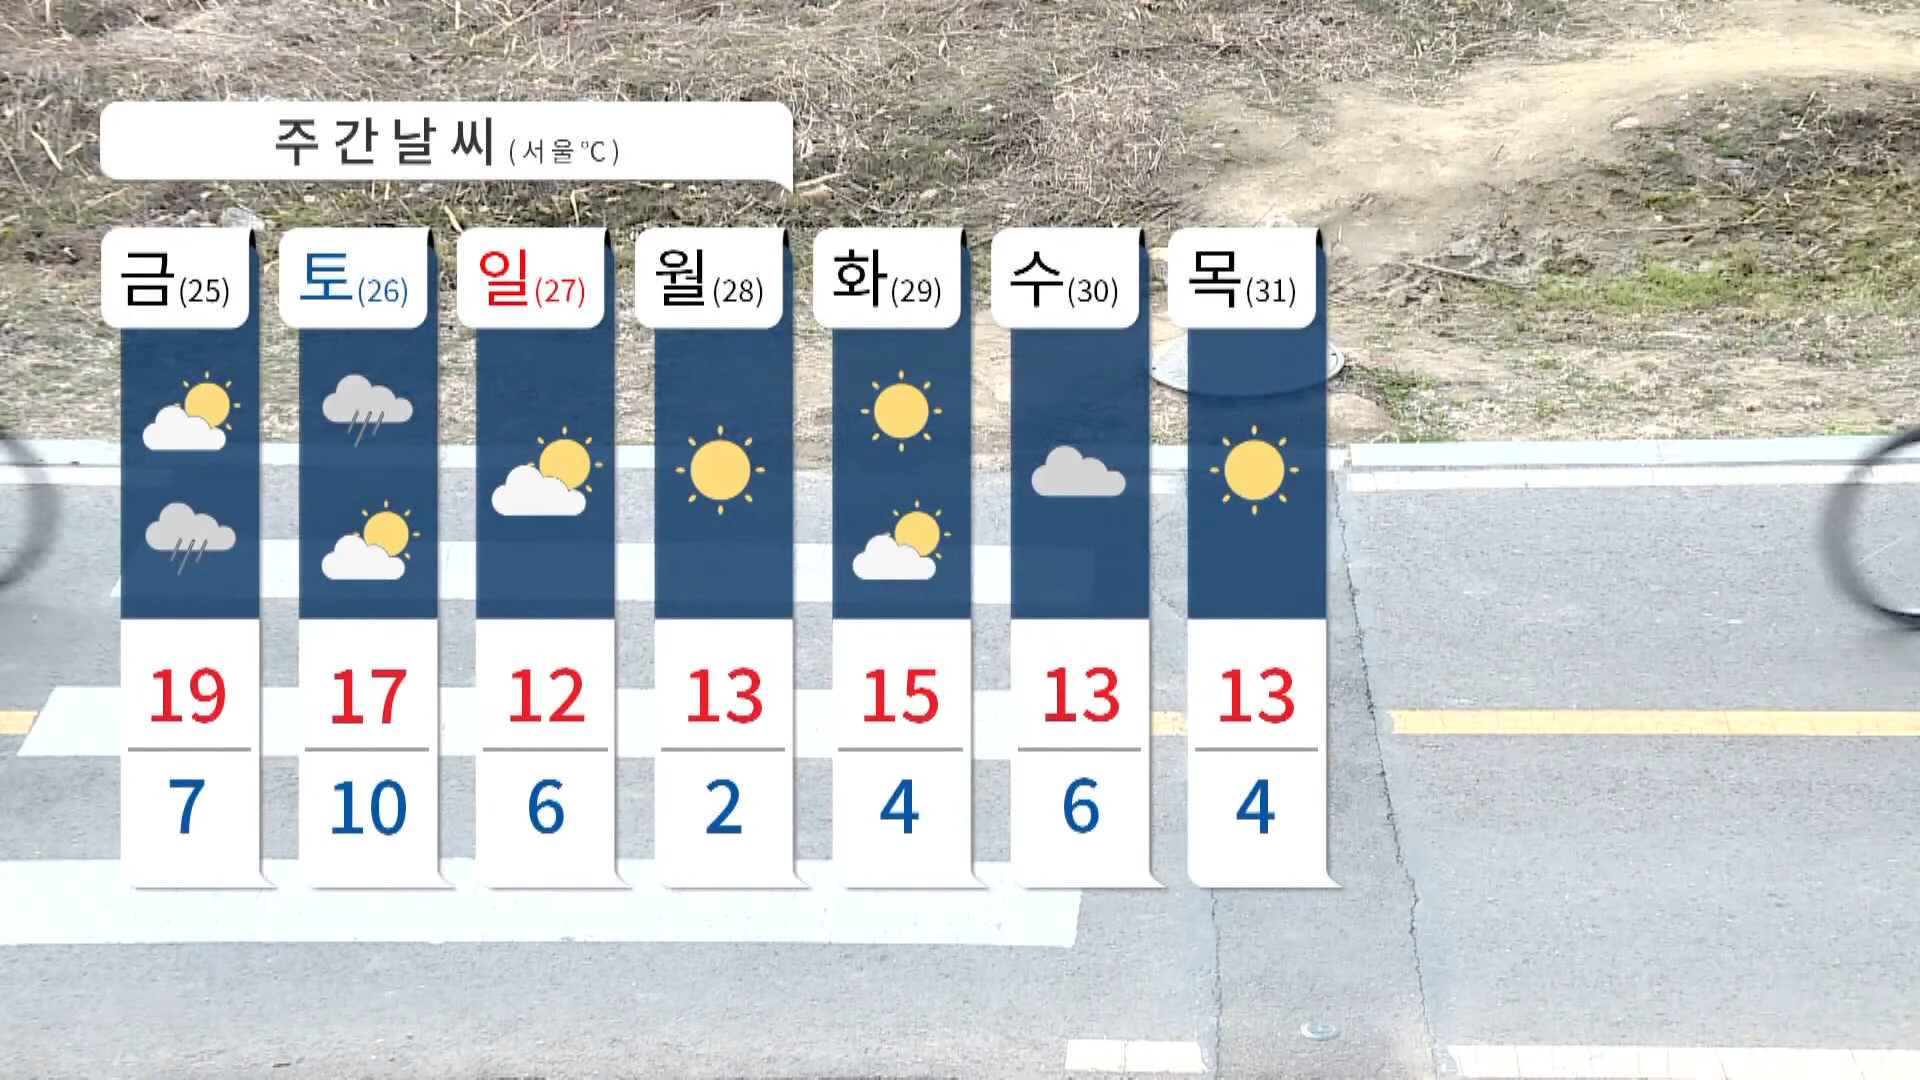 주간날씨 (서울℃)
금(25) 토(26) 일(27) 월(28) 화(29) 수(30) 목(31)
19 17 12 13 15 13 13
7 10 6 2 4 6 4